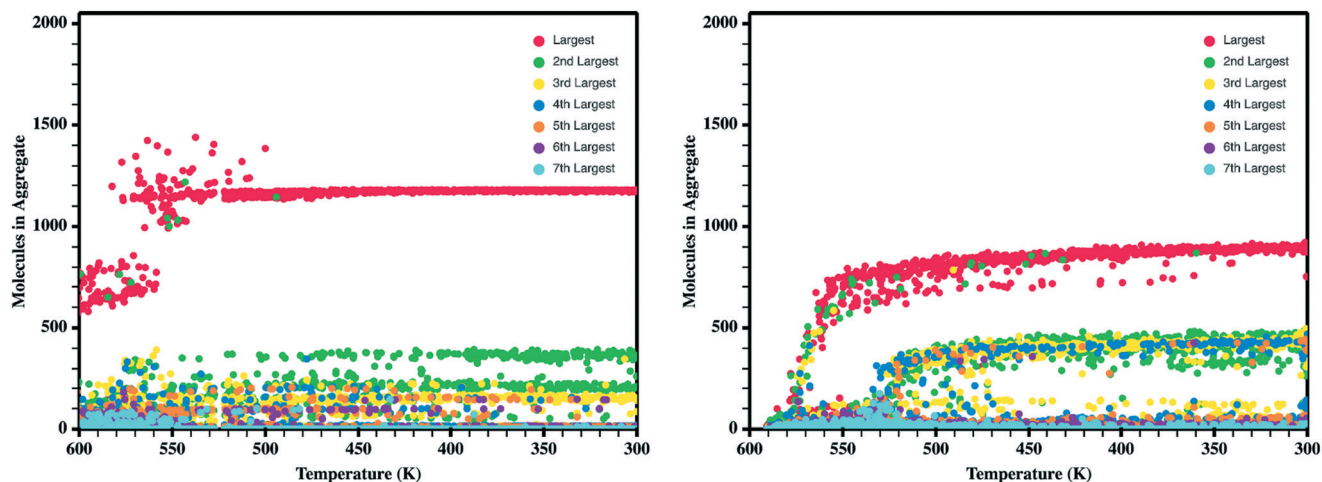 2000
1500
1000
500
0
Molecules in Aggregate
600
550
500
450
400
350
300
Temperature (K)
Largest
2nd Largest
3rd Largest
4th Largest
5th Largest
6th Largest
7th Largest
2000
1500
1000
500
0
Molecules in Aggregate
600
550
500
450
400
350
300
Temperature (K)
Largest
2nd Largest
3rd Largest
4th Largest
5th Largest
6th Largest
7th Largest